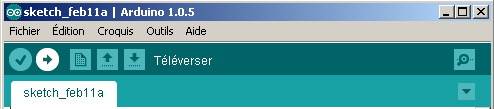 sketch_feb11a | Arduino 1.0.5
Fichier Édition Croquis Outils Aide
Téléverser
sketch_feb11a